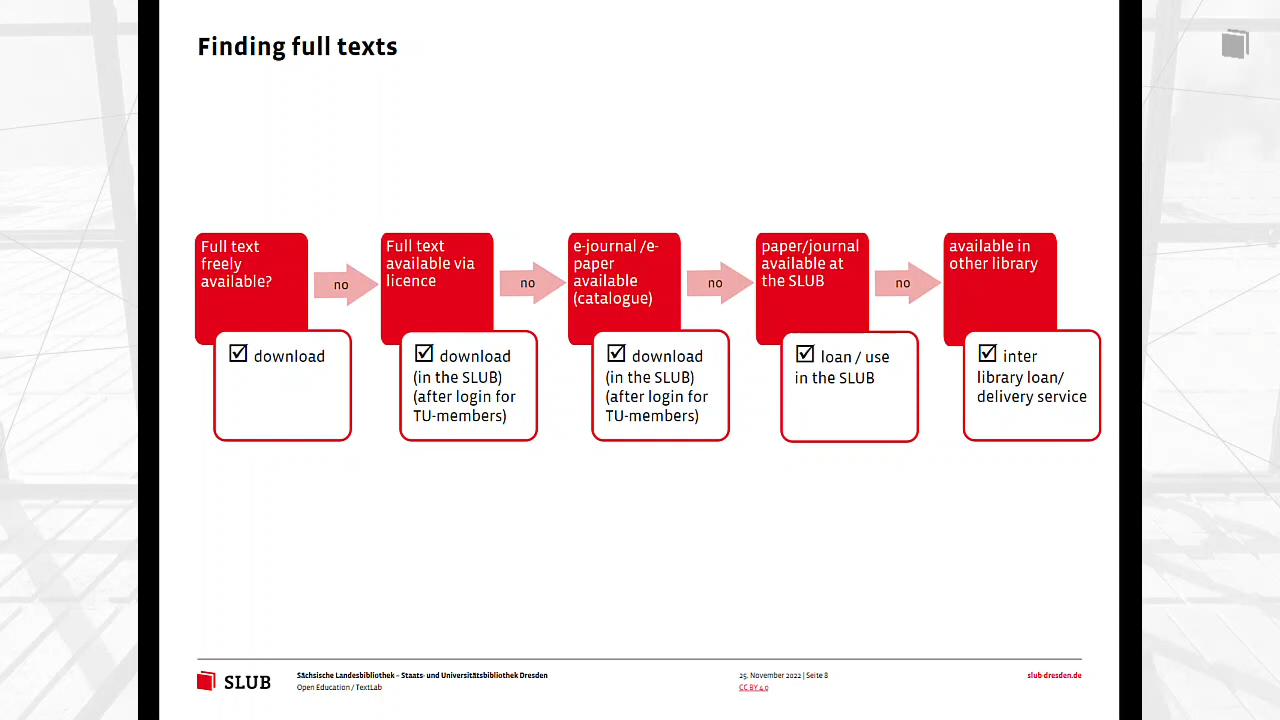 Finding full texts
Full text
freely
available?
no
Full text
available via
licence
no
e-journal /e-
paper
available
(catalogue)
no
paper/journal
available at
the SLUB
no
available in
other library
☑ download
☑ download
(in the SLUB)
(after login for
TU-members)
☑ download
(in the SLUB)
(after login for
TU-members)
☑ loan / use
in the SLUB
☑ inter
library loan/
delivery service
SLUB
Sächsische Landesbibliothek – Staats- und Universitätsbibliothek Dresden
Open Education / TextLab
25. November 2022 | Seite 8
CC BY 4.0
slub-dresden.de